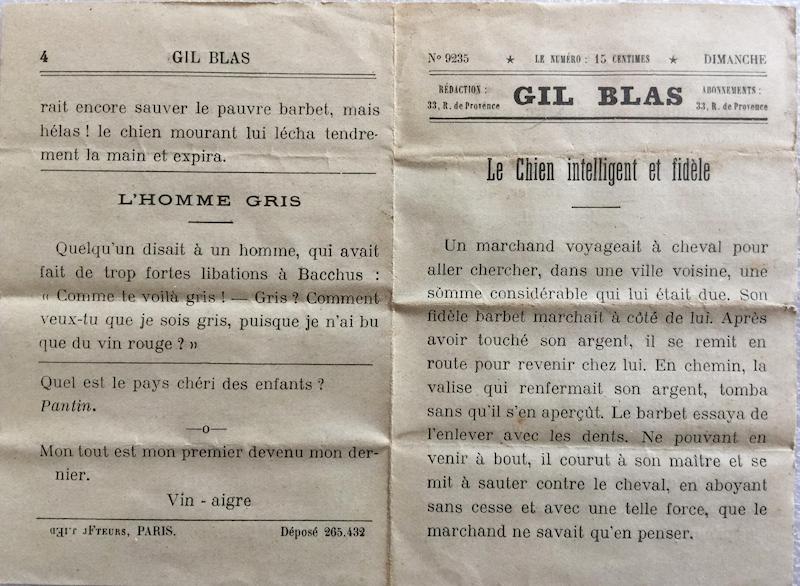 4 GIL BLAS
rait encore sauver le pauvre barbet, mais
hélas ! le chien mourant lui lécha tendre-
ment la main et expira.
L'HOMME GRIS
Quelqu'un disait à un homme, qui avait
fait de trop fortes libations à Bacchus :
« Comme te voilà gris ! — Gris ? Comment
veux-tu que je sois gris, puisque je n'ai bu
que du vin rouge ? »
Quel est le pays chéri des enfants ?
Pantin.
—o—
Mon tout est mon premier devenu mon der-
nier.
Vin - aigre
PARIS. Déposé 265.432
No 9235 ★ LE NUMÉRO : 15 CENTIMES ★ DIMANCHE
RÉDACTION :
33, R. de Provence
GIL BLAS
ABONNEMENTS :
33, R. de Provence
Le Chien intelligent et fidèle
Un marchand voyageait à cheval pour
aller chercher, dans une ville voisine, une
sômme considérable qui lui était due. Son
fidèle barbet marchait à côté de lui. Après
avoir touché son argent, il se remit en
route pour revenir chez lui. En chemin, la
valise qui renfermait son argent, tomba
sans qu'il s'en aperçût. Le barbet essaya de
l'enlever avec les dents. Ne pouvant en
venir à bout, il courut à son maître et se
mit à sauter contre le cheval, en aboyant
sans cesse et avec une telle force, que le
marchand ne savait qu'en penser.